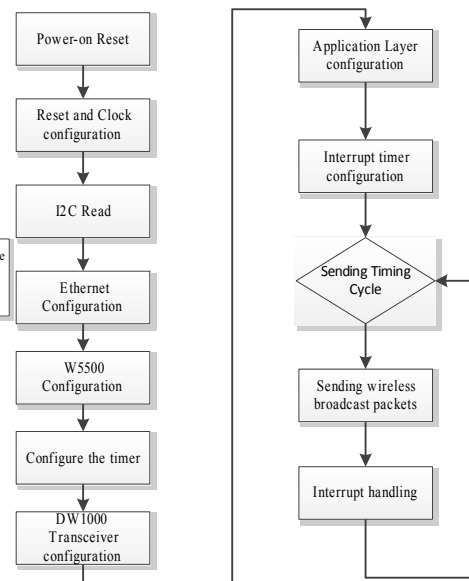 Power-on Reset
Reset and Clock
configuration
I2C Read
e
Ethernet
Configuration
W5500
Configuration
Configure the timer
DW1000
Transceiver
configuration
Application Layer
configuration
Interrupt timer
configuration
Sending Timing
Cycle
Sending wireless
broadcast packets
Interrupt handling